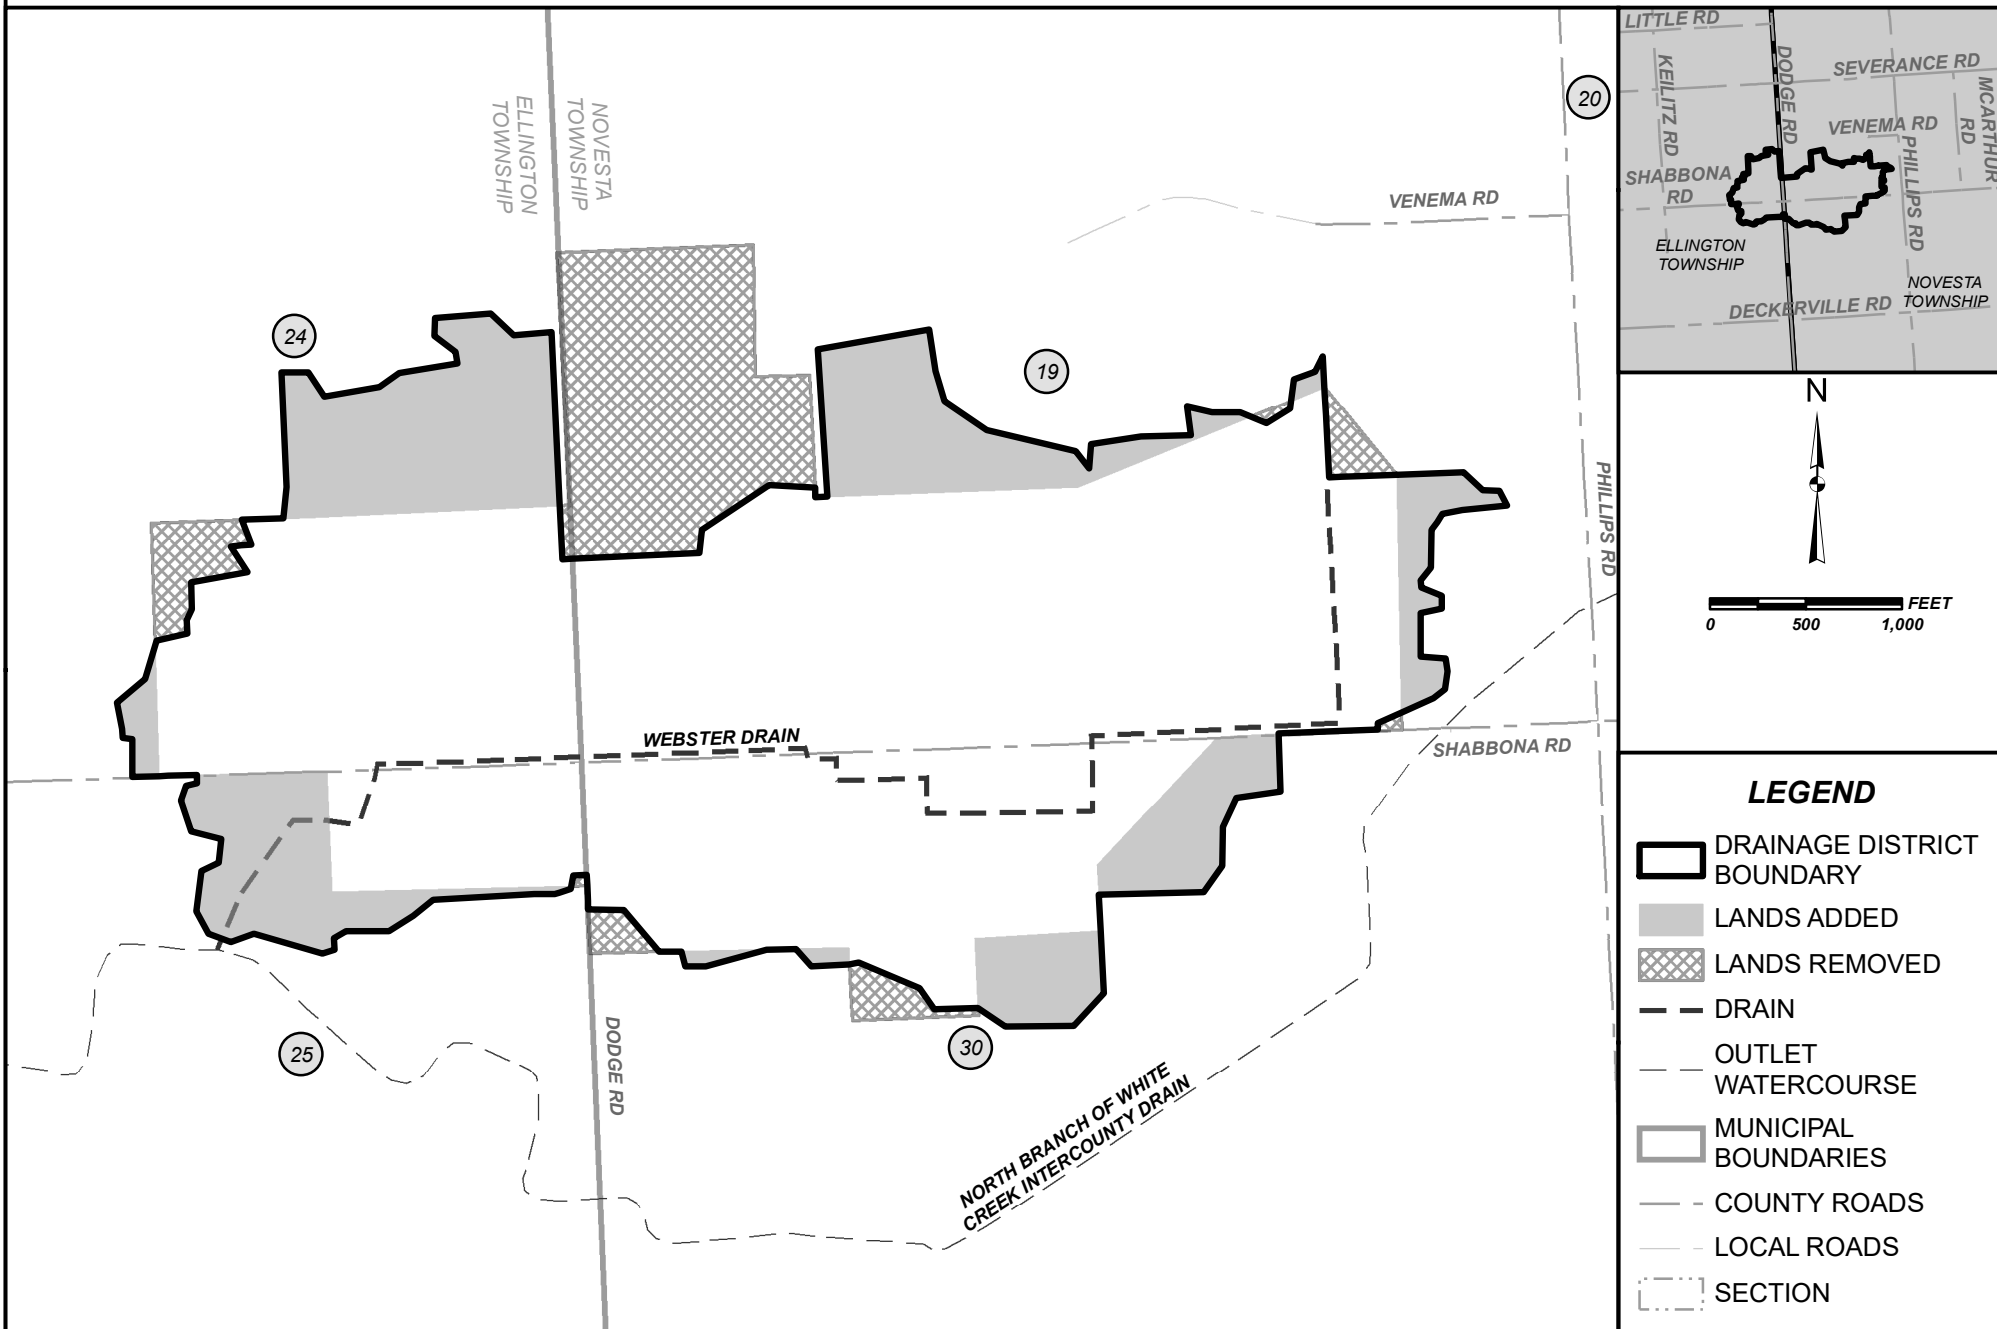 ELLINGTON
TOWNSHIP
NOVESTA
TOWNSHIP
20
VENEMA RD
24
19
PHILLIPS RD
WEBSTER DRAIN
SHABBONA RD
25
30
DODGE RD
NORTH BRANCH OF WHITE
CREEK INTERCOUNTY DRAIN
LITTLE RD
KEILITZ RD
DODGE RD
SEVERANCE RD
MCARTHUR
RD
VENEMA RD
PHILLIPS RD
SHABBONA
RD
ELLINGTON
TOWNSHIP
NOVESTA
TOWNSHIP
DECKERVILLE RD
N
FEET
0 500 1,000
LEGEND
DRAINAGE DISTRICT
BOUNDARY
LANDS ADDED
LANDS REMOVED
DRAIN
OUTLET
WATERCOURSE
MUNICIPAL
BOUNDARIES
COUNTY ROADS
LOCAL ROADS
SECTION